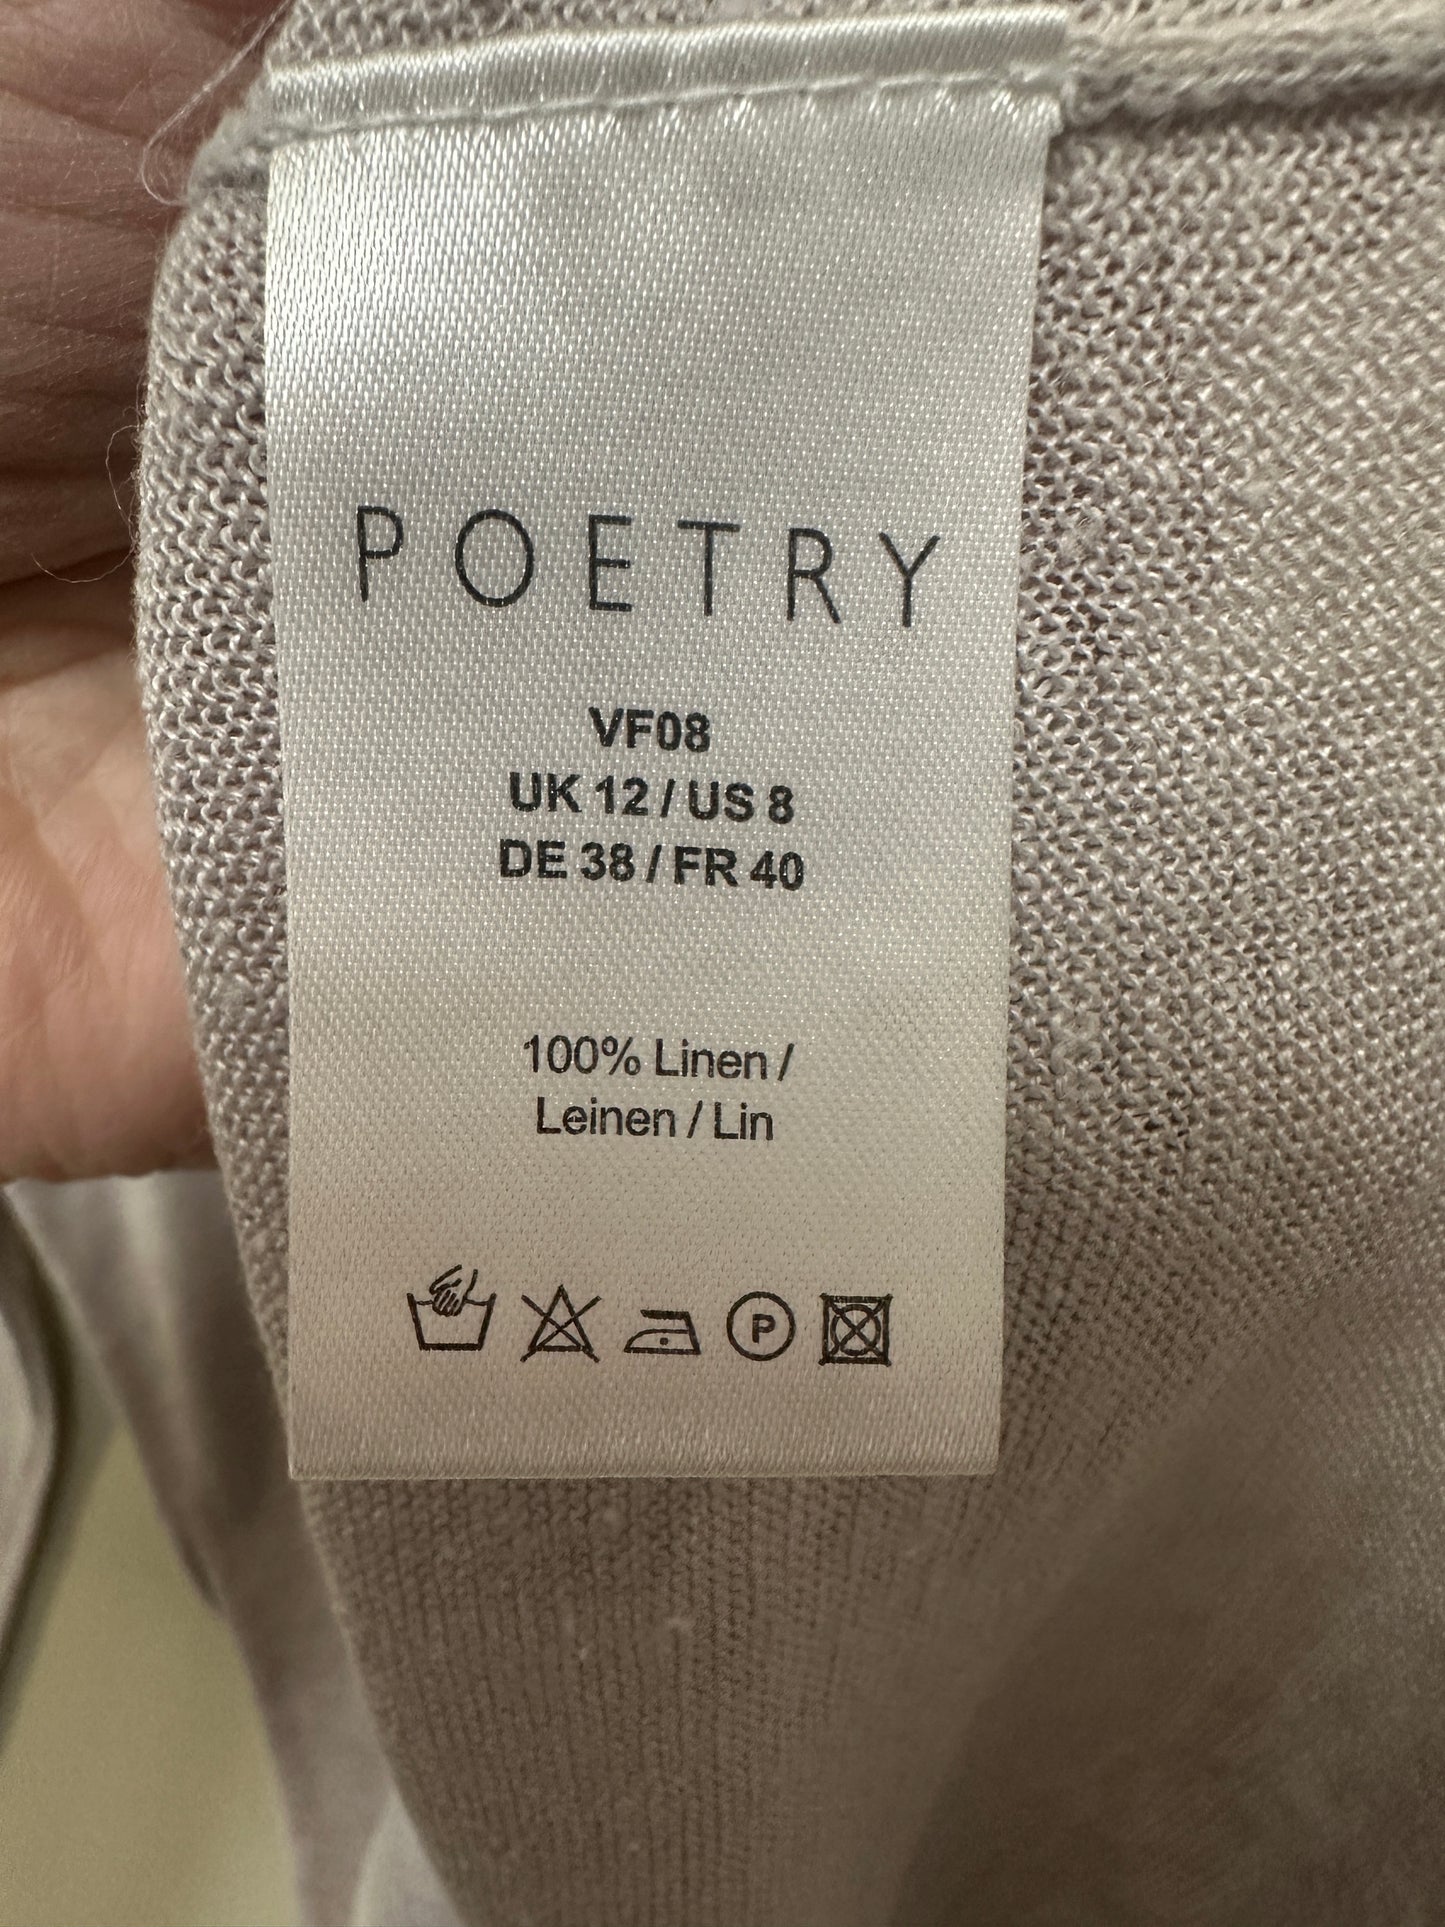 POETRY
VF08
UK 12 / US 8
DE 38 / FR 40
100% Linen /
Leinen / Lin
P